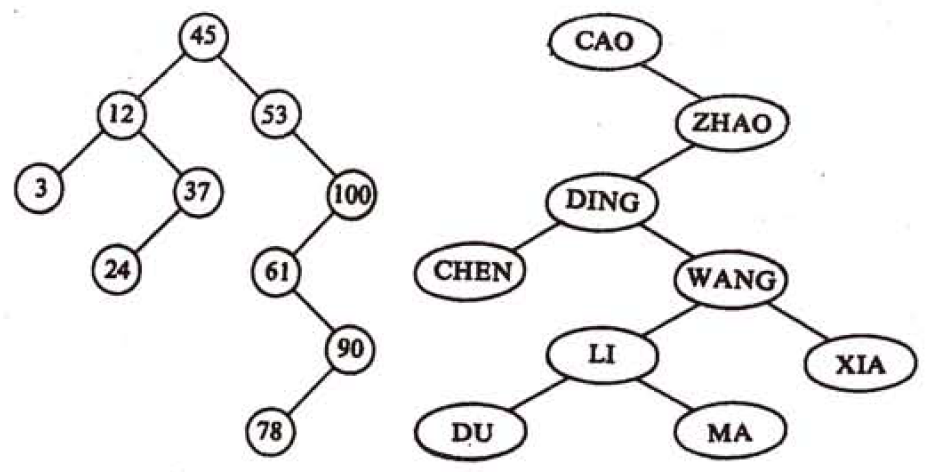 45
12
53
3
37
100
24
61
90
78
CAO
ZHAO
DING
CHEN
WANG
LI
XIA
DU
MA